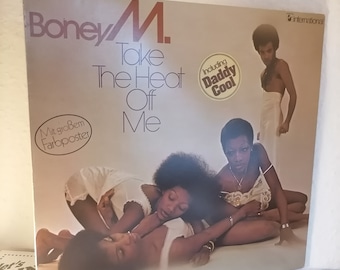 Boney M.
international
Take
The Heat
Off
Me
Including
Daddy
Cool
Mit großem
Farbposter